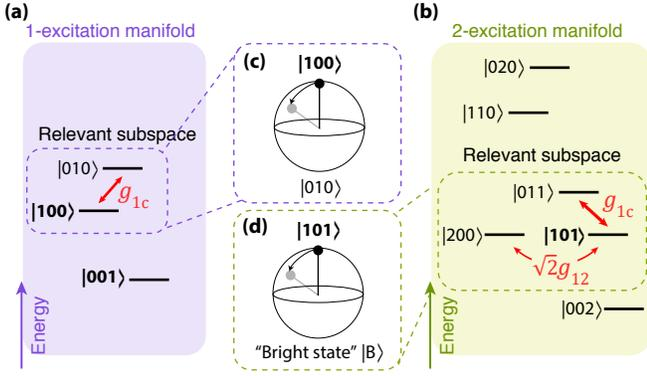 (a)
1-excitation manifold
Relevant subspace
|010⟩
g1c
|100⟩
|001⟩
Energy
(c)
|100⟩
|010⟩
(d)
|101⟩
“Bright state” |B⟩
(b)
2-excitation manifold
|020⟩
|110⟩
Relevant subspace
|011⟩
g1c
|200⟩
|101⟩
√2g12
|002⟩
Energy